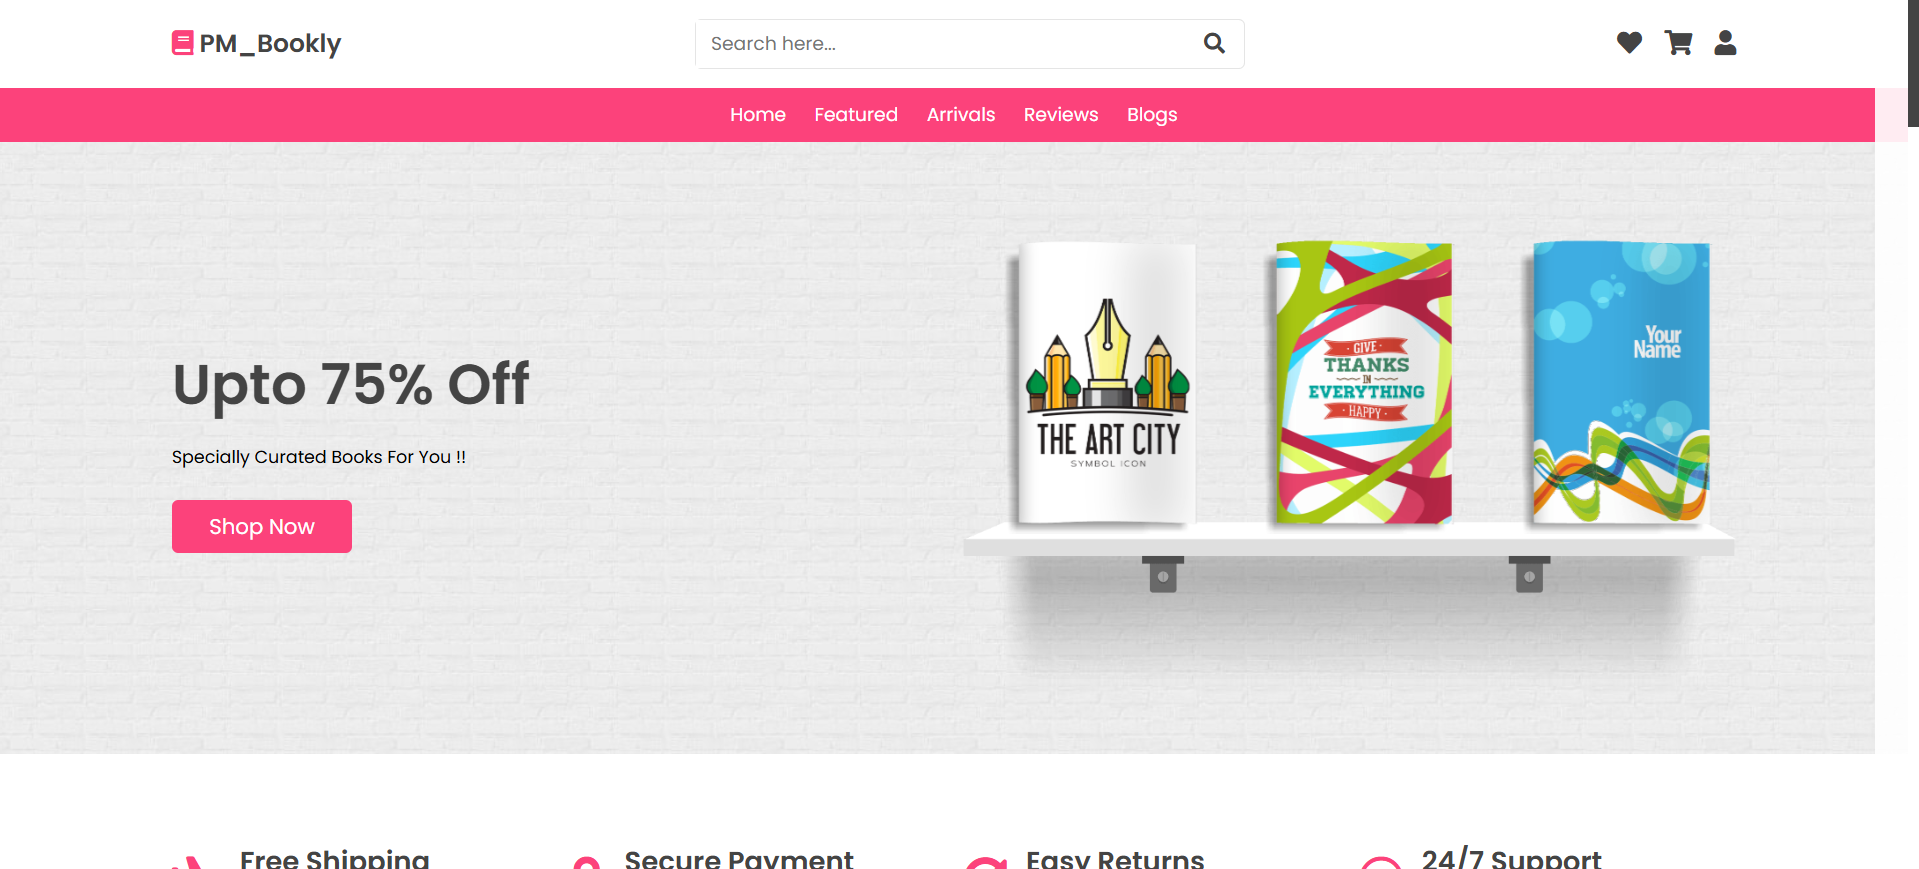 PM_Bookly
Search here...
Home Featured Arrivals Reviews Blogs
Upto 75% Off
Specially Curated Books For You !!
Shop Now
THE ART CITY
SYMBOL ICON
GIVE
THANKS
IN
EVERYTHING
HAPPY
Your
Name
Free Shipping Secure Payment Easy Returns 24/7 Support